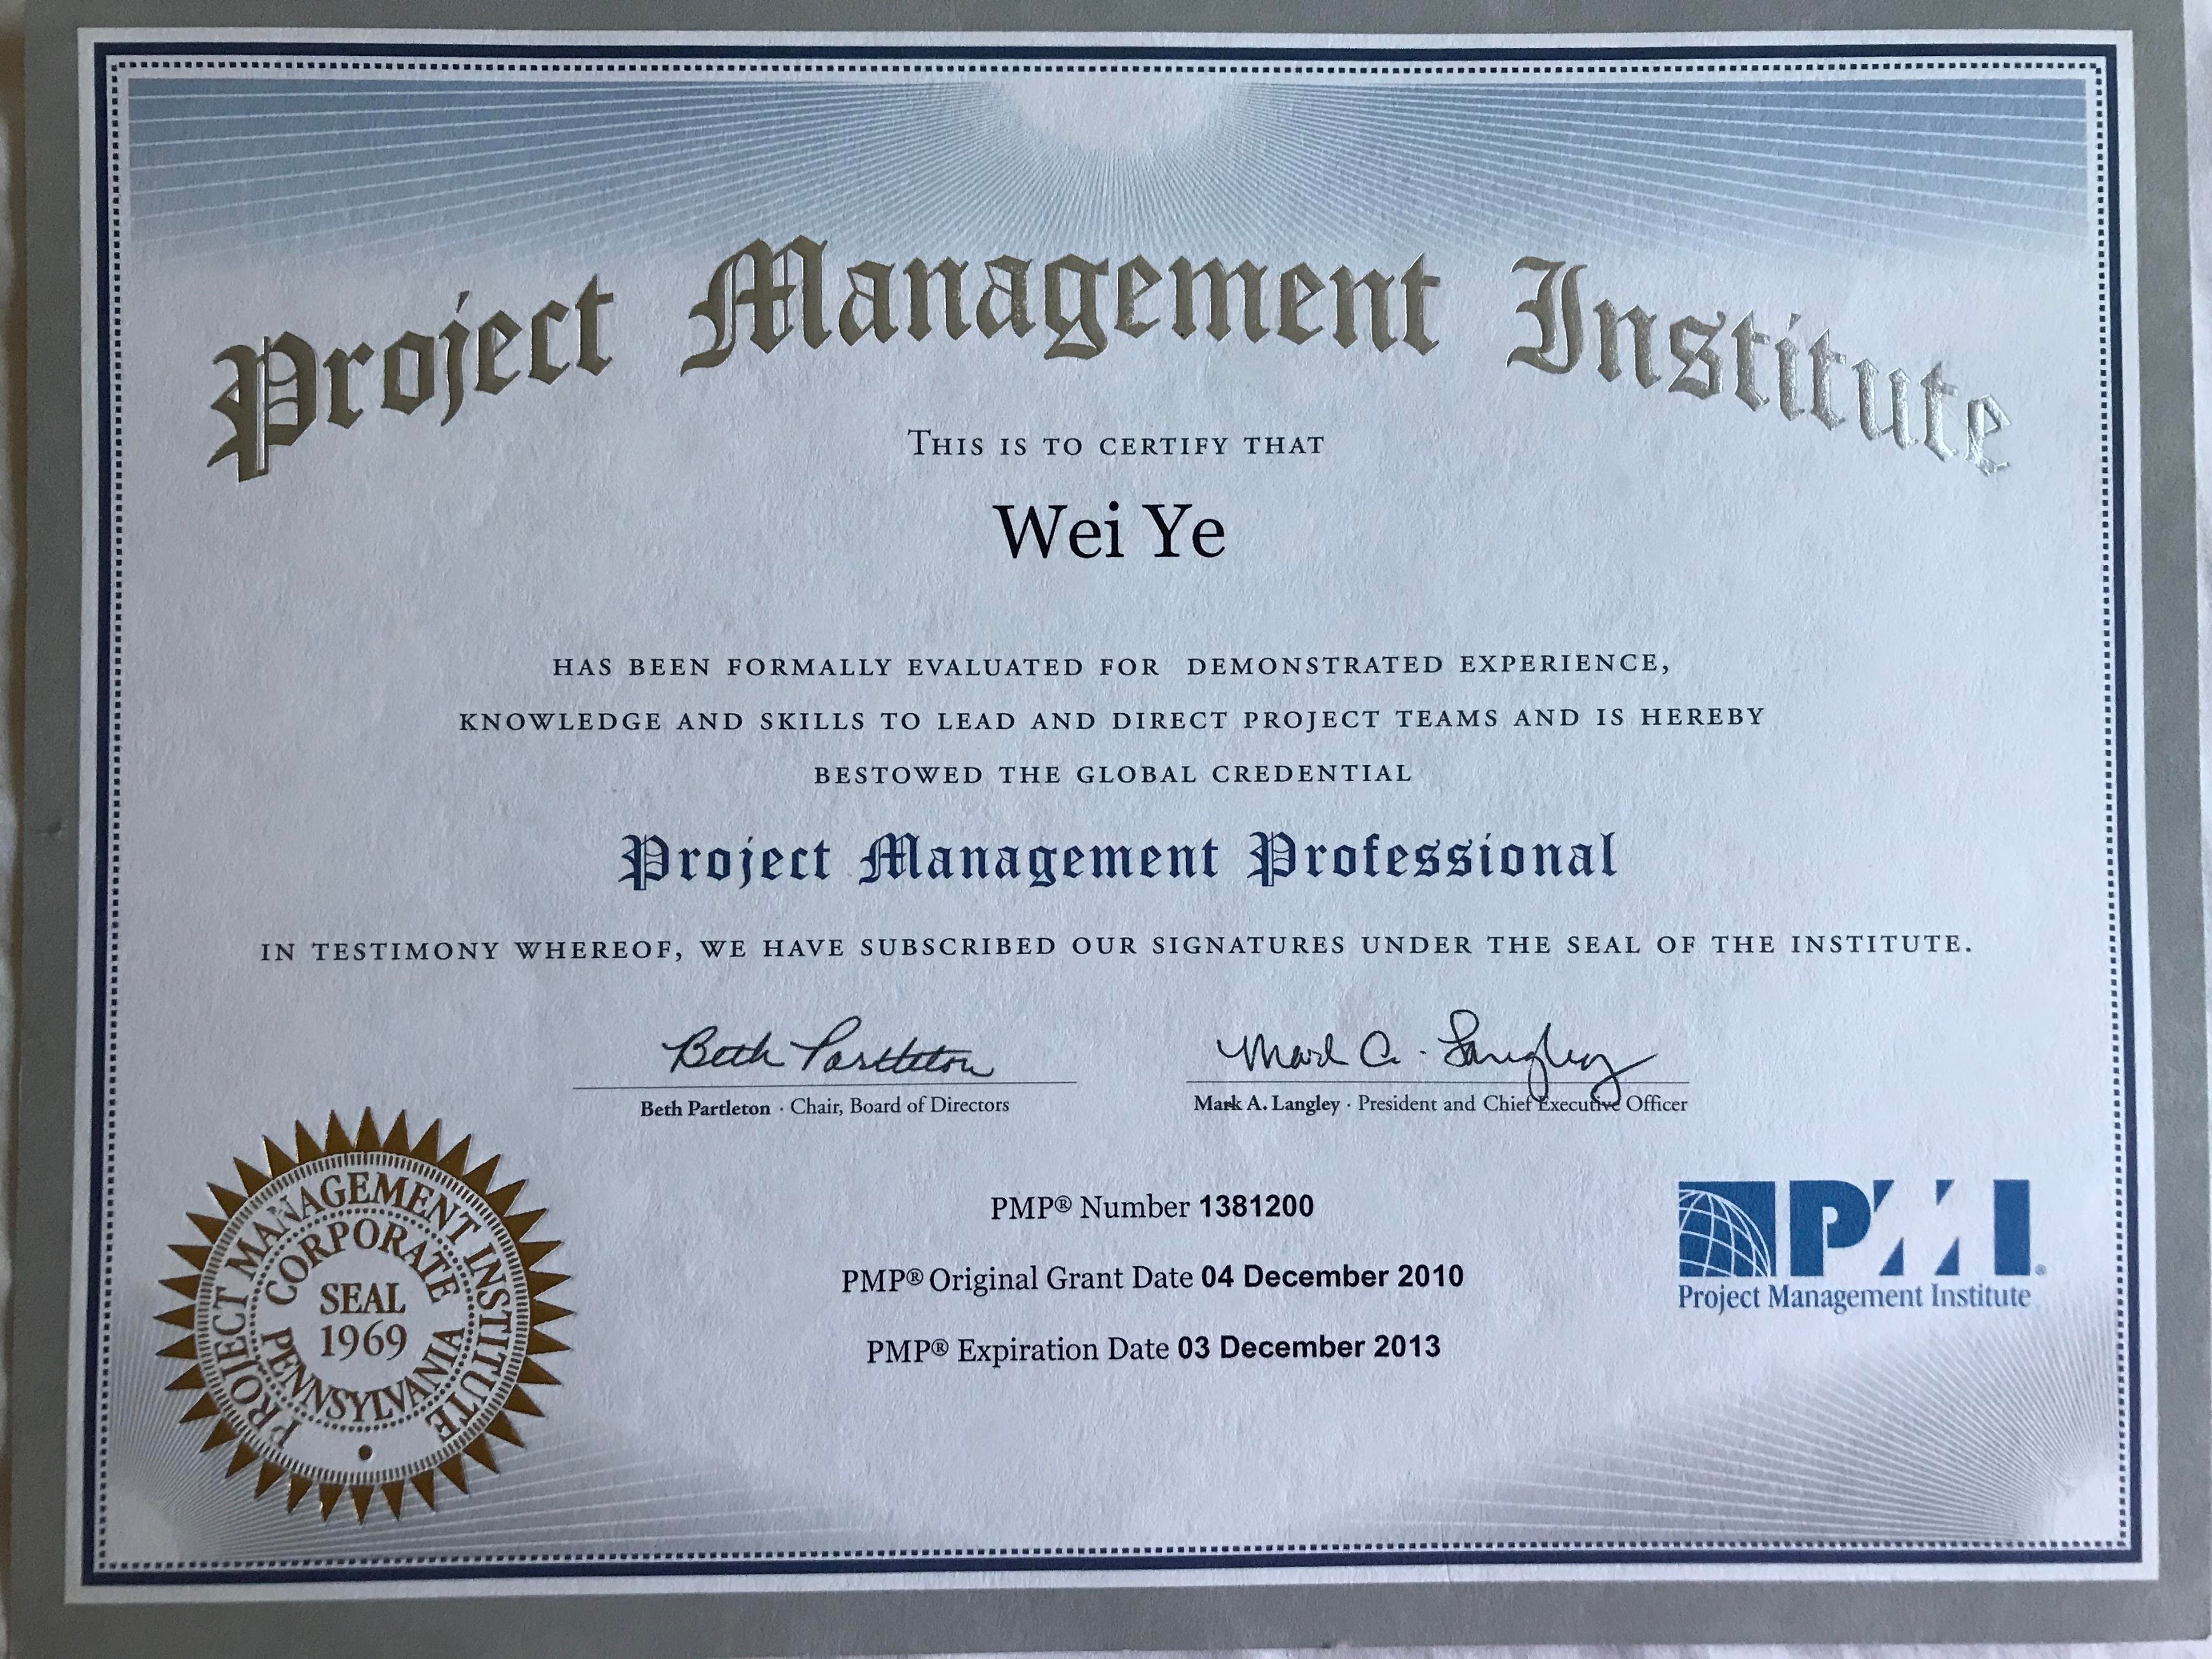 Project Management Institute
THIS IS TO CERTIFY THAT
Wei Ye
HAS BEEN FORMALLY EVALUATED FOR DEMONSTRATED EXPERIENCE,
KNOWLEDGE AND SKILLS TO LEAD AND DIRECT PROJECT TEAMS AND IS HEREBY
BESTOWED THE GLOBAL CREDENTIAL
Project Management Professional
IN TESTIMONY WHEREOF, WE HAVE SUBSCRIBED OUR SIGNATURES UNDER THE SEAL OF THE INSTITUTE.
Beth Partleton
Mark A. Langley
Beth Partleton · Chair, Board of Directors
Mark A. Langley · President and Chief Executive Officer
PROJECT MANAGEMENT INSTITUTE
CORPORATE
SEAL
1969
PENNSYLVANIA
PMP® Number 1381200
PMP® Original Grant Date 04 December 2010
PMP® Expiration Date 03 December 2013
PMI®
Project Management Institute